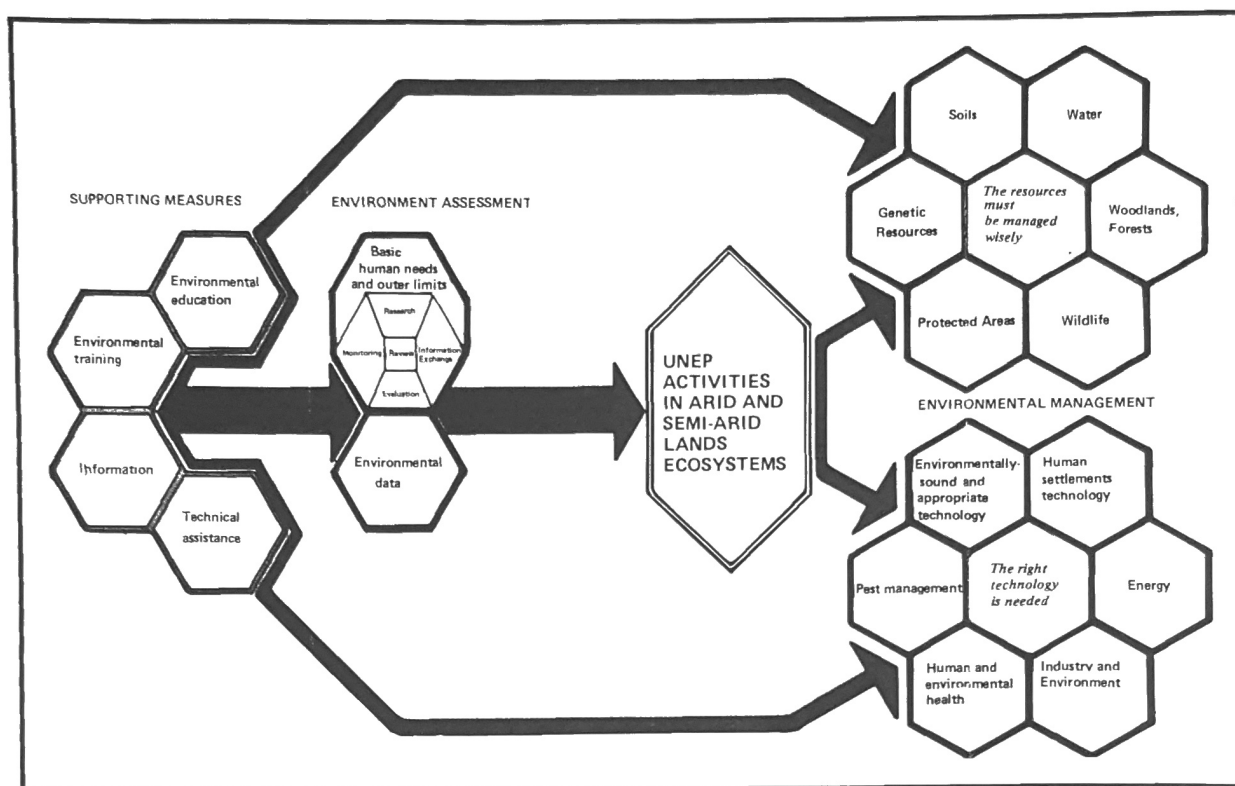 SUPPORTING MEASURES
Environmental
education
Environmental
training
Information
Technical
assistance
ENVIRONMENT ASSESSMENT
Basic
human needs
and outer limits
Research
Monitoring
Review
Information
Exchange
Evaluation
Environmental
data
UNEP
ACTIVITIES
IN ARID AND
SEMI-ARID
LANDS
ECOSYSTEMS
Soils
Water
Genetic
Resources
The resources
must
be managed
wisely
Woodlands,
Forests
Protected Areas
Wildlife
ENVIRONMENTAL MANAGEMENT
Environmentally-
sound and
appropriate
technology
Human
settlements
technology
Pest management
The right
technology
is needed
Energy
Human and
environmental
health
Industry and
Environment